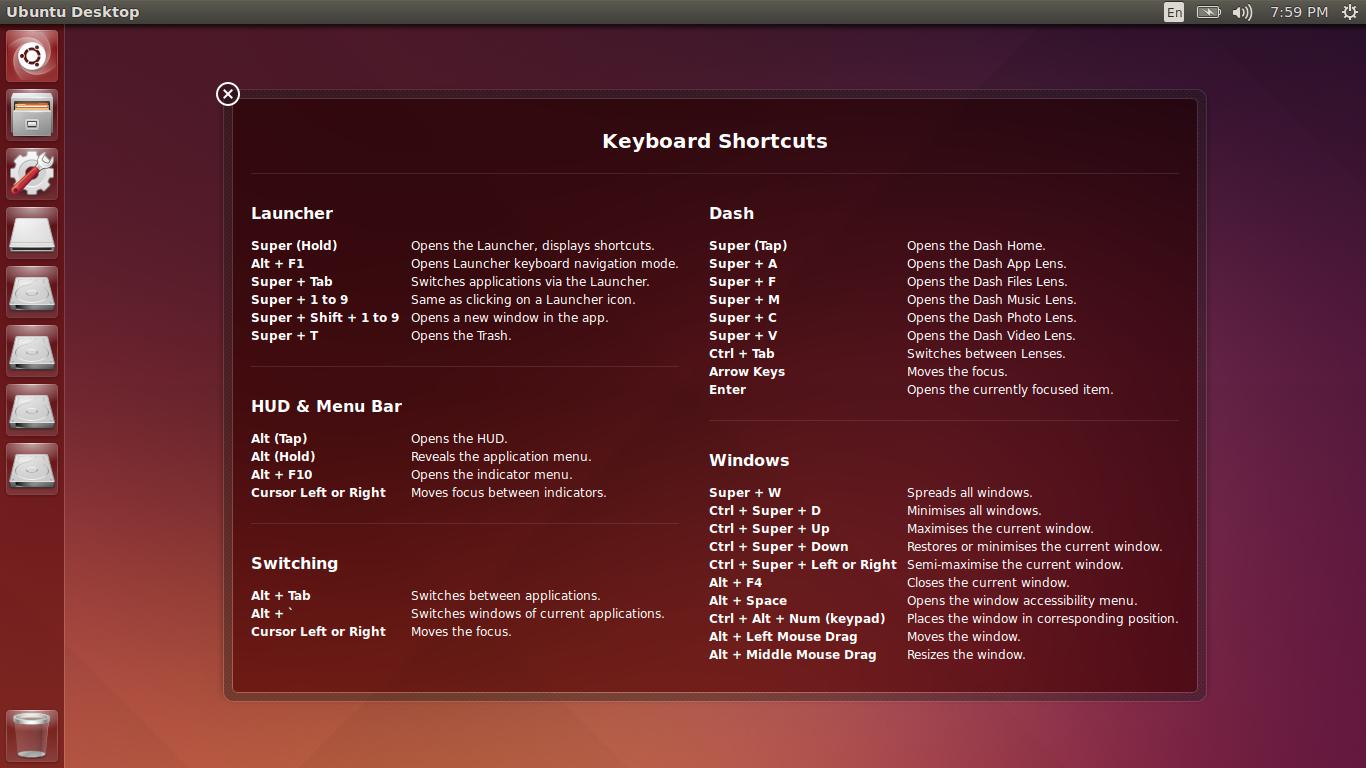 Ubuntu Desktop
En
7:59 PM
Keyboard Shortcuts
Launcher
Super (Hold) Opens the Launcher, displays shortcuts.
Alt + F1 Opens Launcher keyboard navigation mode.
Super + Tab Switches applications via the Launcher.
Super + 1 to 9 Same as clicking on a Launcher icon.
Super + Shift + 1 to 9 Opens a new window in the app.
Super + T Opens the Trash.
HUD & Menu Bar
Alt (Tap) Opens the HUD.
Alt (Hold) Reveals the application menu.
Alt + F10 Opens the indicator menu.
Cursor Left or Right Moves focus between indicators.
Switching
Alt + Tab Switches between applications.
Alt + ` Switches windows of current applications.
Cursor Left or Right Moves the focus.
Dash
Super (Tap) Opens the Dash Home.
Super + A Opens the Dash App Lens.
Super + F Opens the Dash Files Lens.
Super + M Opens the Dash Music Lens.
Super + C Opens the Dash Photo Lens.
Super + V Opens the Dash Video Lens.
Ctrl + Tab Switches between Lenses.
Arrow Keys Moves the focus.
Enter Opens the currently focused item.
Windows
Super + W Spreads all windows.
Ctrl + Super + D Minimises all windows.
Ctrl + Super + Up Maximises the current window.
Ctrl + Super + Down Restores or minimises the current window.
Ctrl + Super + Left or Right Semi-maximise the current window.
Alt + F4 Closes the current window.
Alt + Space Opens the window accessibility menu.
Ctrl + Alt + Num (keypad) Places the window in corresponding position.
Alt + Left Mouse Drag Moves the window.
Alt + Middle Mouse Drag Resizes the window.